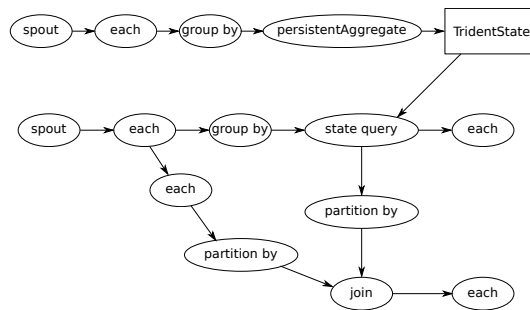 spout
each
group by
persistentAggregate
TridentState
spout
each
group by
state query
each
each
partition by
partition by
join
each